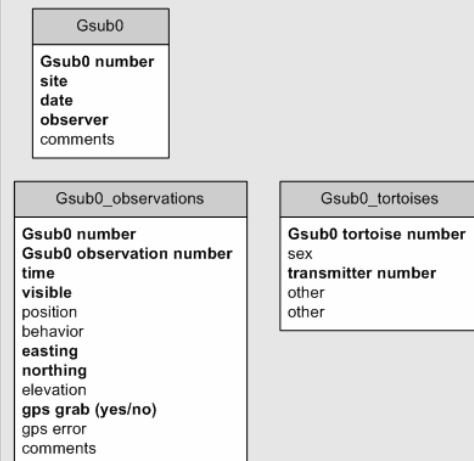 Gsub0
Gsub0 number
site
date
observer
comments
Gsub0_observations
Gsub0 number
Gsub0 observation number
time
visible
position
behavior
easting
northing
elevation
gps grab (yes/no)
gps error
comments
Gsub0_tortoises
Gsub0 tortoise number
sex
transmitter number
other
other